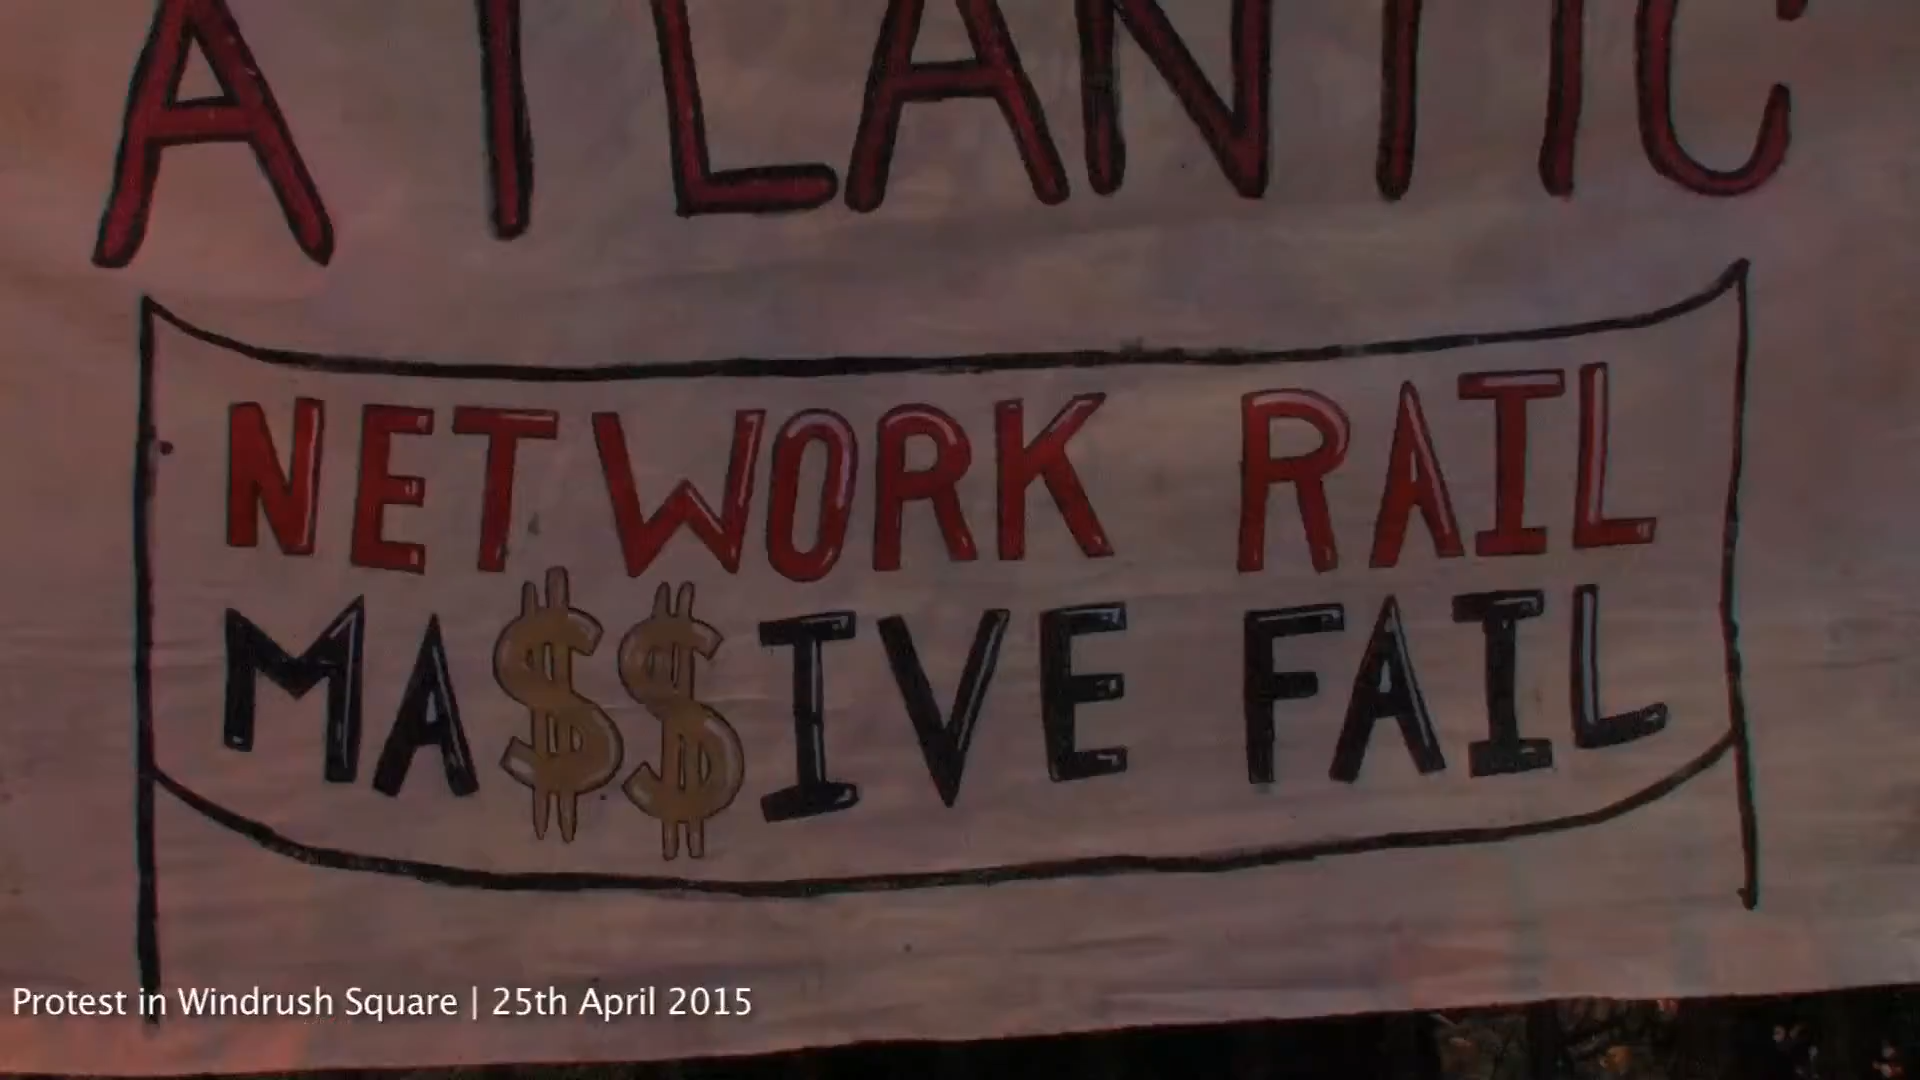 ATLANTIC
NETWORK RAIL
MA$$IVE FAIL
Protest in Windrush Square | 25th April 2015